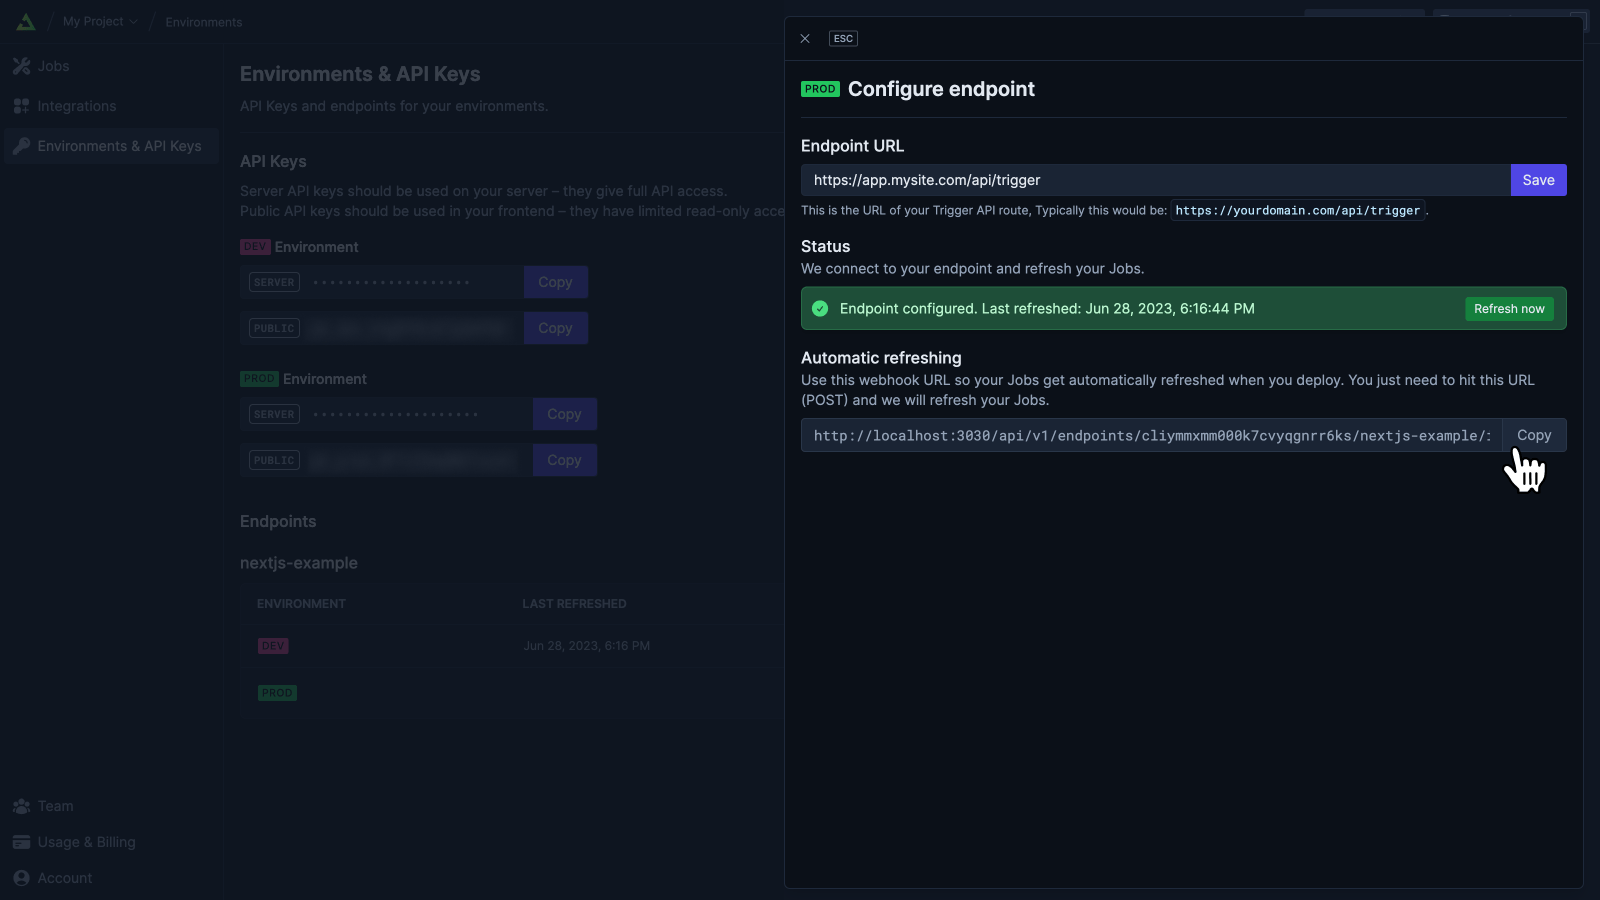 My Project
Environments
Jobs
Integrations
Environments & API Keys
Team
Usage & Billing
Account
Environments & API Keys
API Keys and endpoints for your environments.
API Keys
Server API keys should be used on your server – they give full API access.
Public API keys should be used in your frontend – they have limited read-only acce
DEV Environment
SERVER ••••••••••••••••••• Copy
PUBLIC Copy
PROD Environment
SERVER •••••••••••••••••••• Copy
PUBLIC Copy
Endpoints
nextjs-example
ENVIRONMENT LAST REFRESHED
DEV Jun 28, 2023, 6:16 PM
PROD
ESC
PROD Configure endpoint
Endpoint URL
https://app.mysite.com/api/trigger Save
This is the URL of your Trigger API route, Typically this would be: https://yourdomain.com/api/trigger.
Status
We connect to your endpoint and refresh your Jobs.
Endpoint configured. Last refreshed: Jun 28, 2023, 6:16:44 PM Refresh now
Automatic refreshing
Use this webhook URL so your Jobs get automatically refreshed when you deploy. You just need to hit this URL
(POST) and we will refresh your Jobs.
http://localhost:3030/api/v1/endpoints/cliymmxmm000k7cvyqgnrr6ks/nextjs-example/ Copy